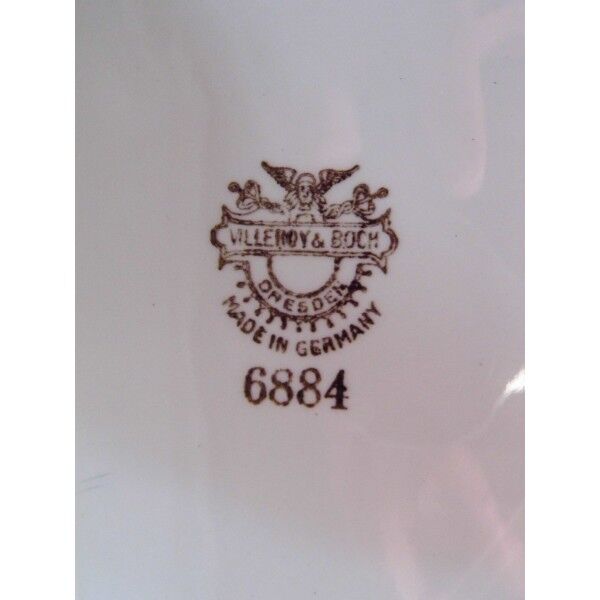 VILLEROY & BOCH
DRESDEN
MADE IN GERMANY
6884